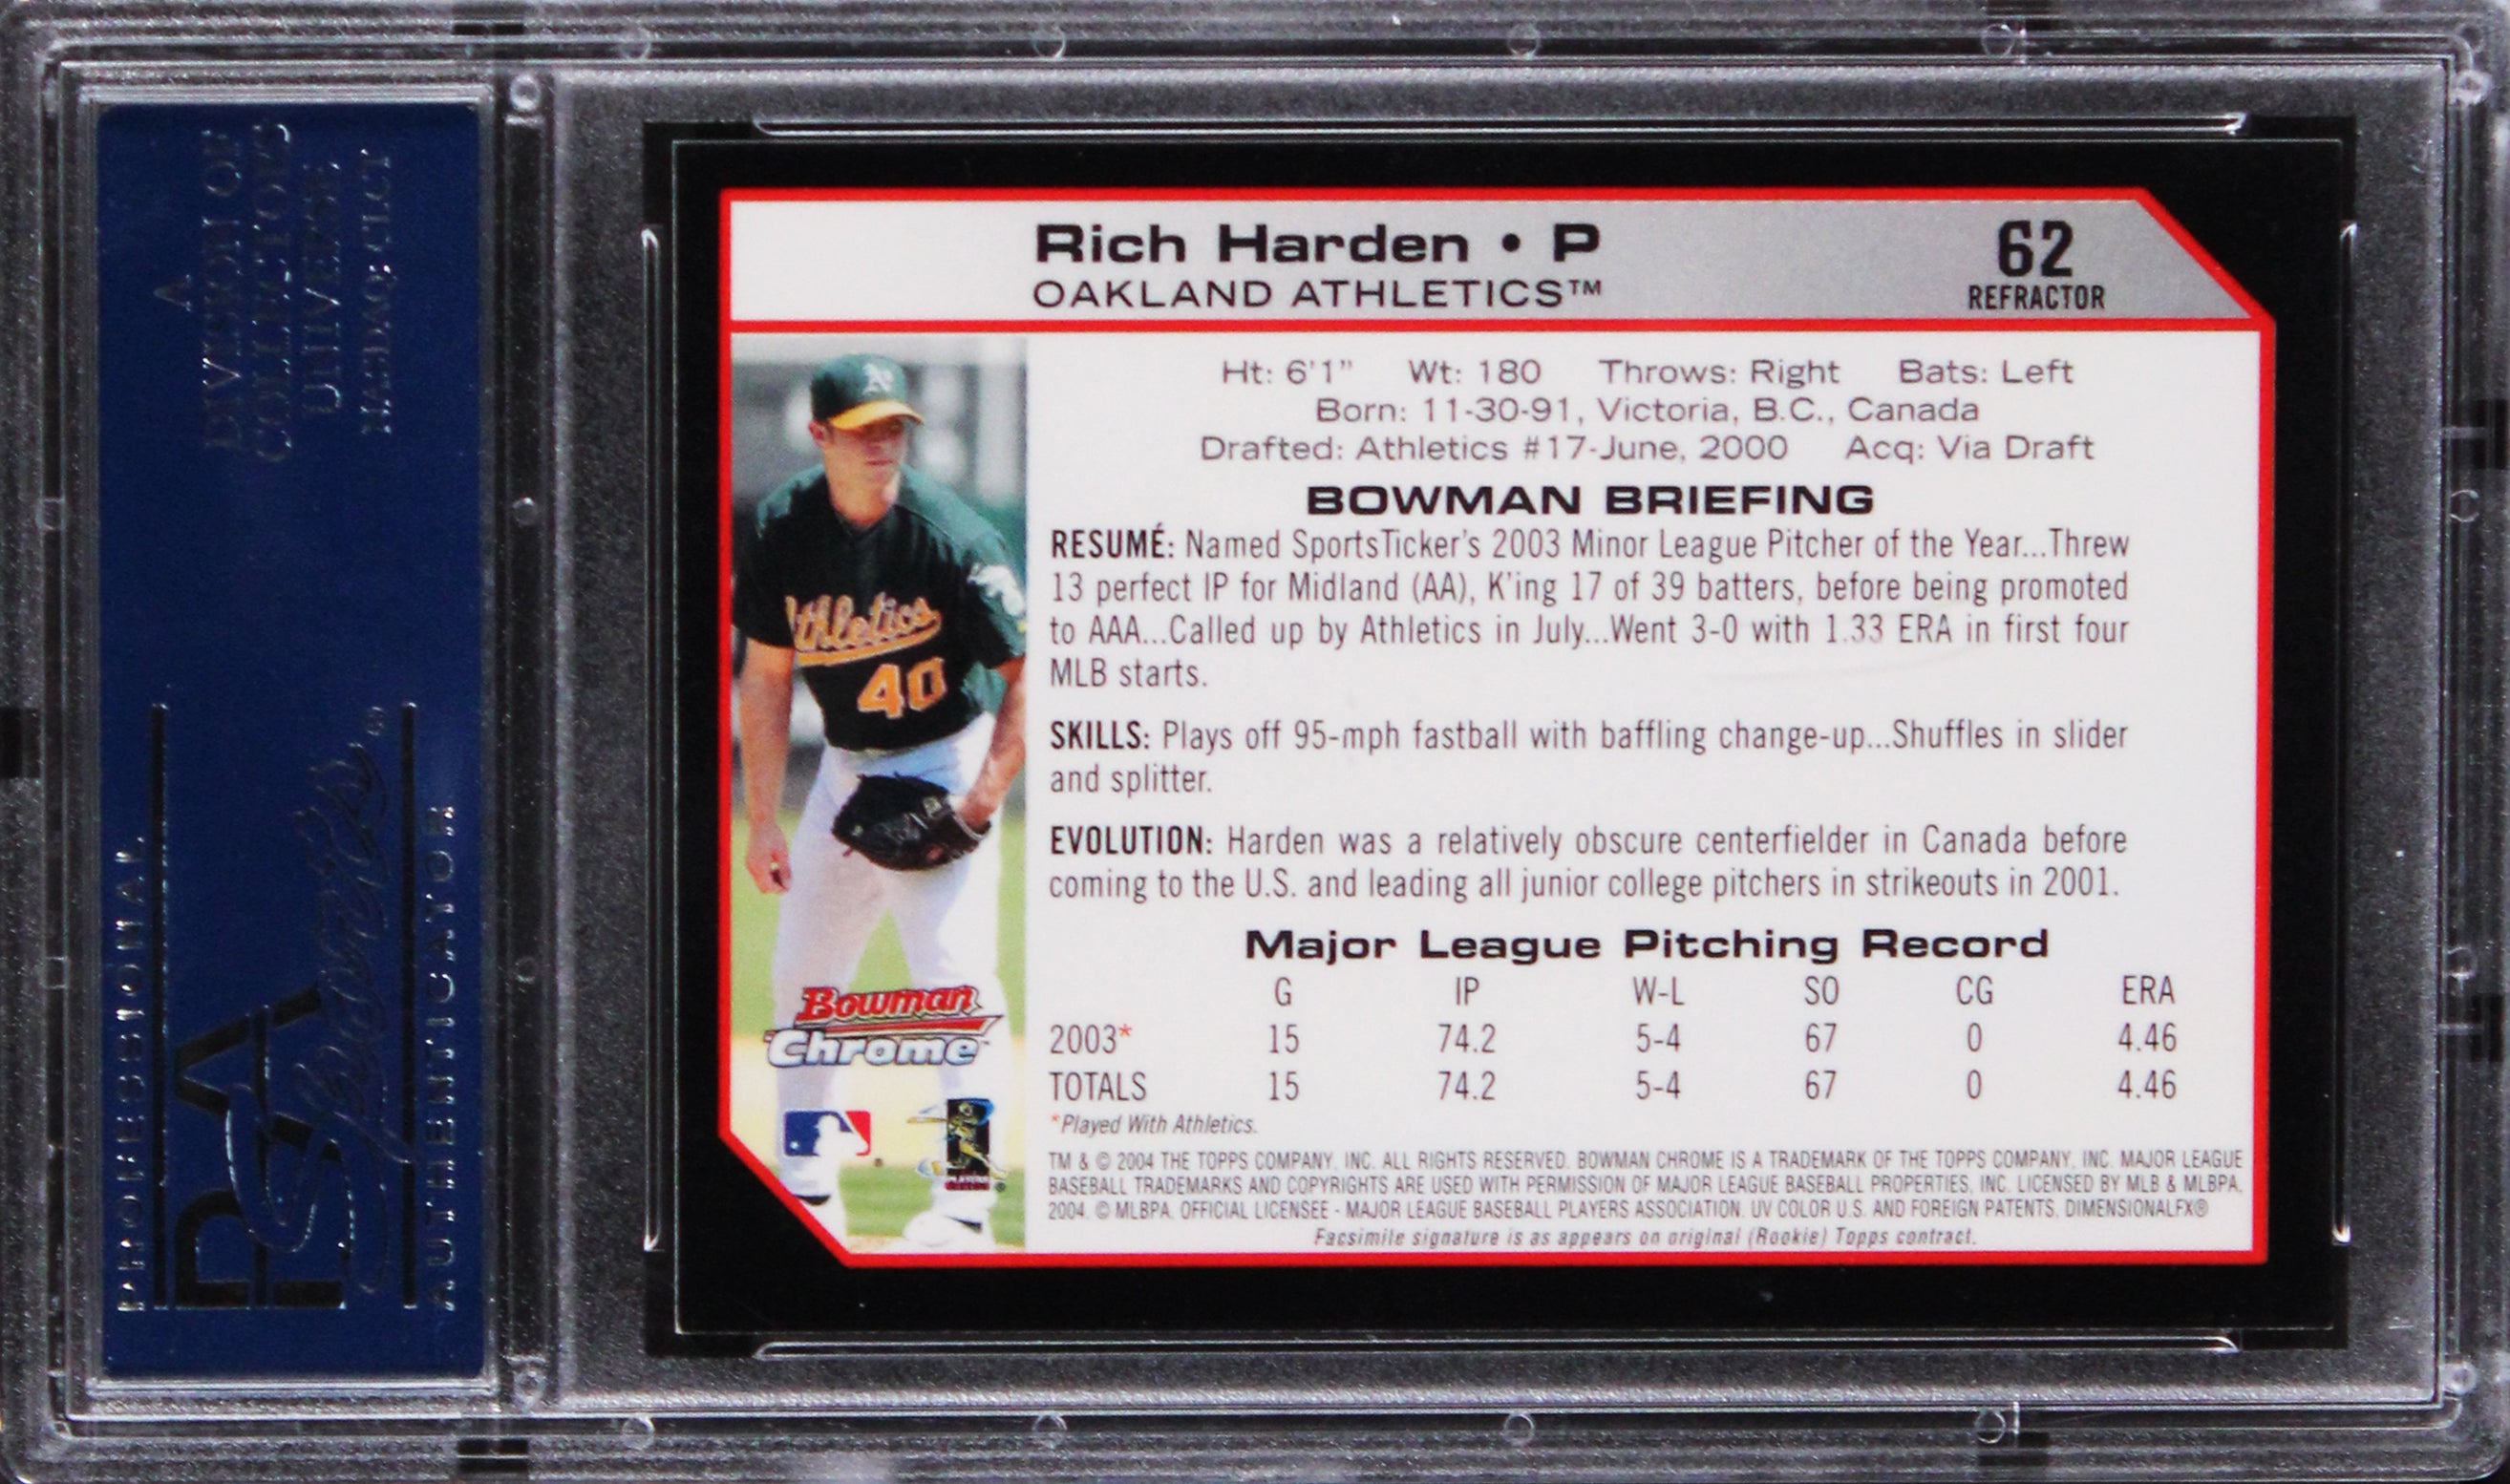 A
DIVISION OF
COLLECTORS
UNIVERSE
NASDAQ: CLCT
PROFESSIONAL
PSA
Sports®
AUTHENTICATOR
Rich Harden • P
OAKLAND ATHLETICS™
62
REFRACTOR
Ht: 6'1" Wt: 180 Throws: Right Bats: Left
Born: 11-30-91, Victoria, B.C., Canada
Drafted: Athletics #17-June, 2000 Acq: Via Draft
BOWMAN BRIEFING
RESUMÉ: Named SportsTicker's 2003 Minor League Pitcher of the Year...Threw
13 perfect IP for Midland (AA), K'ing 17 of 39 batters, before being promoted
to AAA...Called up by Athletics in July...Went 3-0 with 1.33 ERA in first four
MLB starts.
SKILLS: Plays off 95-mph fastball with baffling change-up...Shuffles in slider
and splitter.
EVOLUTION: Harden was a relatively obscure centerfielder in Canada before
coming to the U.S. and leading all junior college pitchers in strikeouts in 2001.
Major League Pitching Record
G IP W-L SO CG ERA
2003* 15 74.2 5-4 67 0 4.46
TOTALS 15 74.2 5-4 67 0 4.46
*Played With Athletics.
TM & © 2004 THE TOPPS COMPANY, INC. ALL RIGHTS RESERVED. BOWMAN CHROME IS A TRADEMARK OF THE TOPPS COMPANY, INC. MAJOR LEAGUE
BASEBALL TRADEMARKS AND COPYRIGHTS ARE USED WITH PERMISSION OF MAJOR LEAGUE BASEBALL PROPERTIES, INC. LICENSED BY MLB & MLBPA.
2004. © MLBPA. OFFICIAL LICENSEE - MAJOR LEAGUE BASEBALL PLAYERS ASSOCIATION. UV COLOR U.S. AND FOREIGN PATENTS, DIMENSIONALFX®
Facsimile signature is as appears on original (Rookie) Topps contract.
A's
Athletics
40
Bowman
Chrome